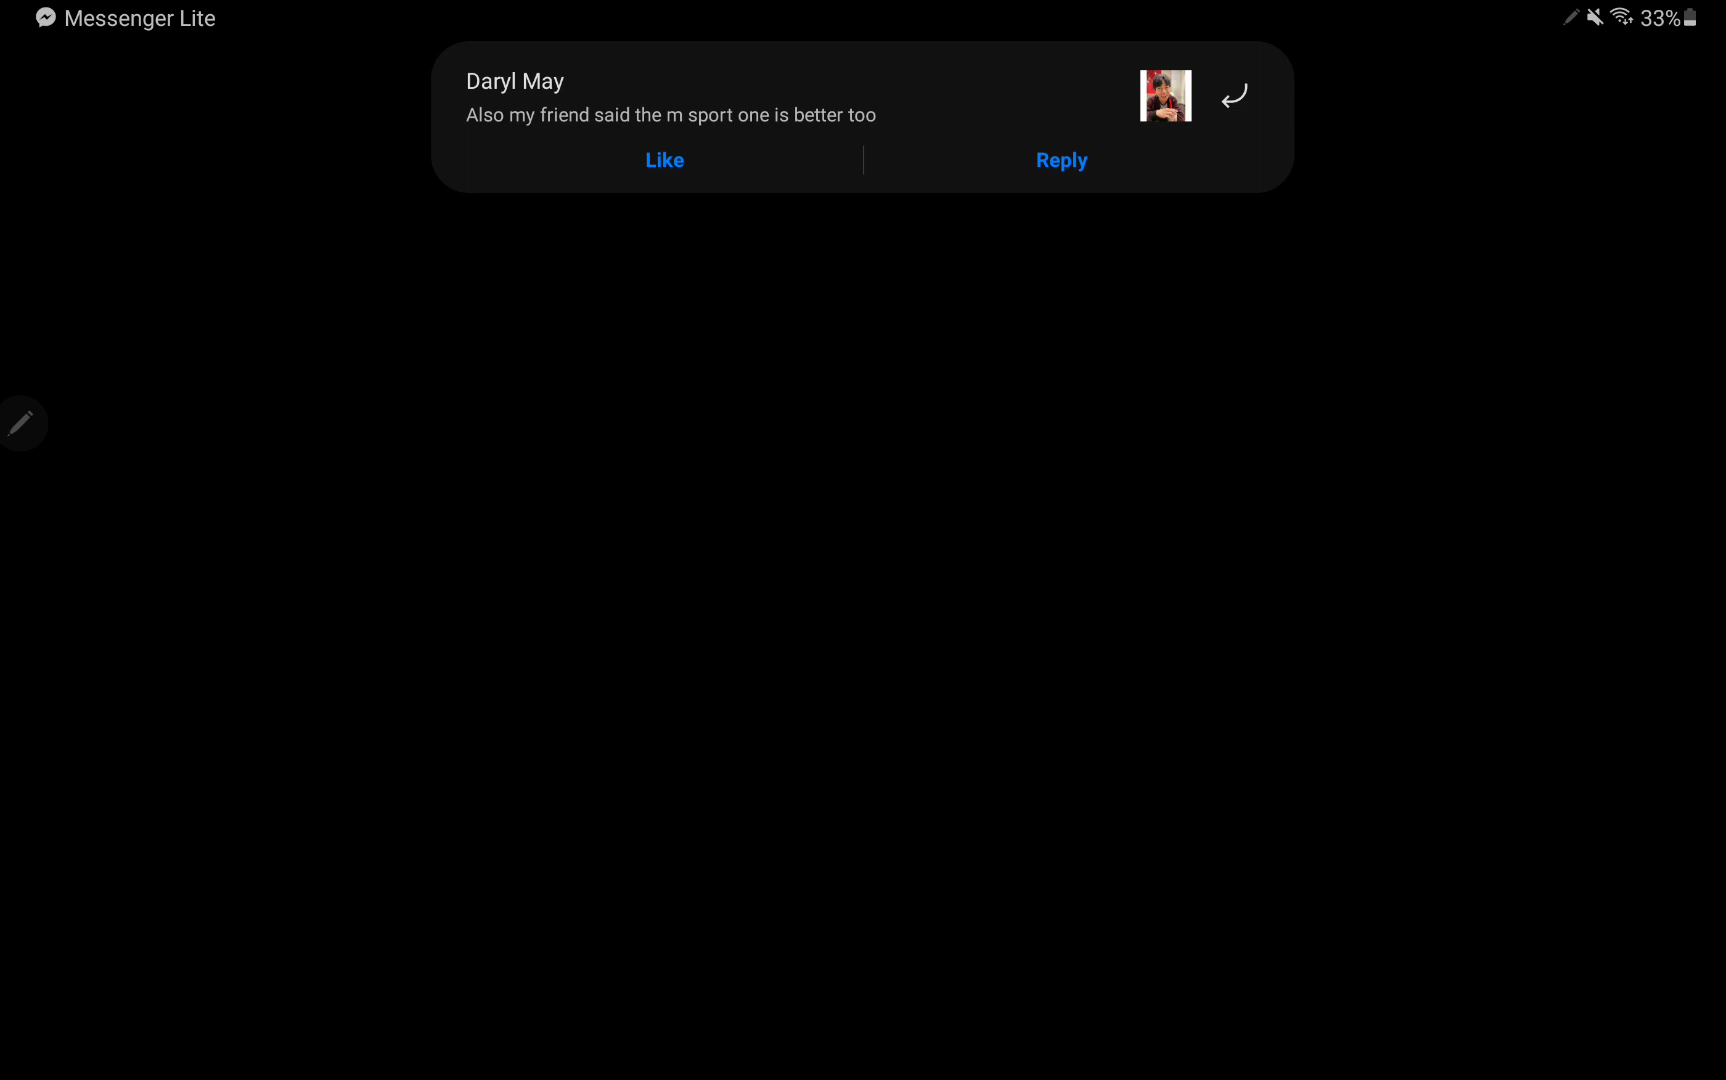 Messenger Lite
33%
Daryl May
Also my friend said the m sport one is better too
Like
Reply